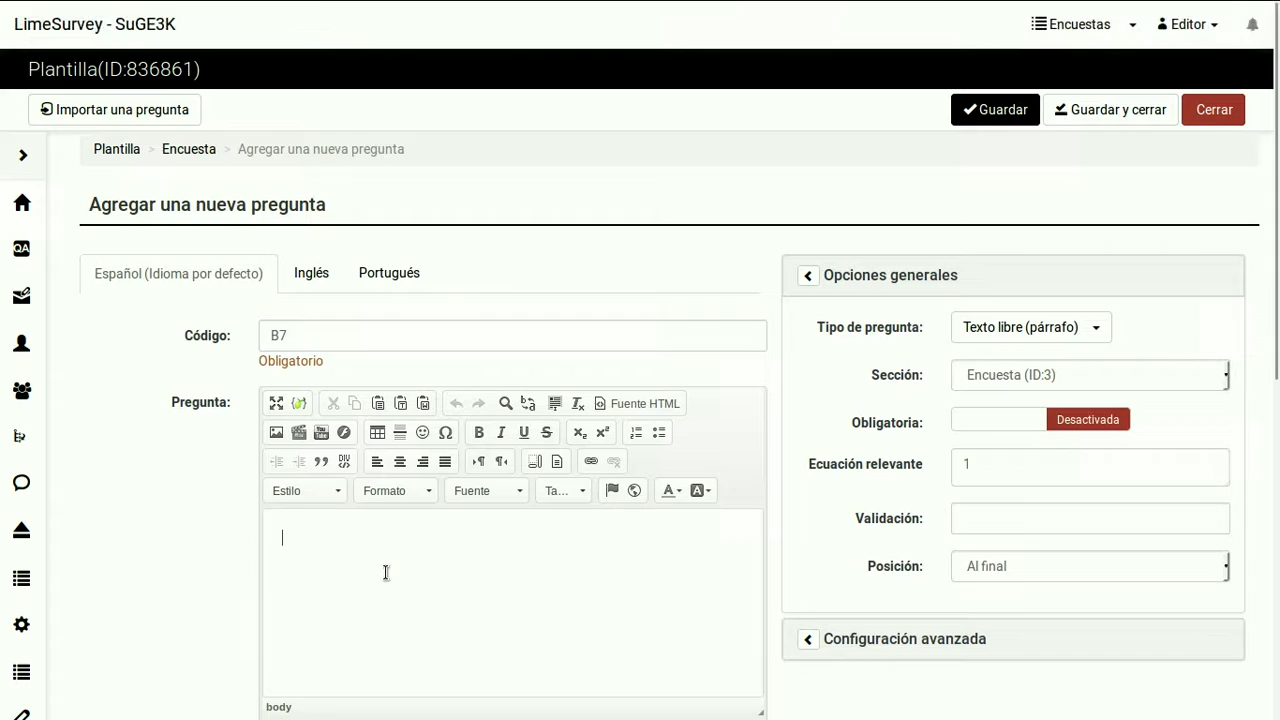 LimeSurvey - SuGE3K
Encuestas
Editor
Plantilla(ID:836861)
Importar una pregunta
Guardar
Guardar y cerrar
Cerrar
Plantilla > Encuesta > Agregar una nueva pregunta
Agregar una nueva pregunta
Español (Idioma por defecto)
Inglés
Portugués
Código:
B7
Obligatorio
Pregunta:
Fuente HTML
Estilo
Formato
Fuente
Ta...
body
Opciones generales
Tipo de pregunta:
Texto libre (párrafo)
Sección:
Encuesta (ID:3)
Obligatoria:
Desactivada
Ecuación relevante
1
Validación:
Posición:
Al final
Configuración avanzada